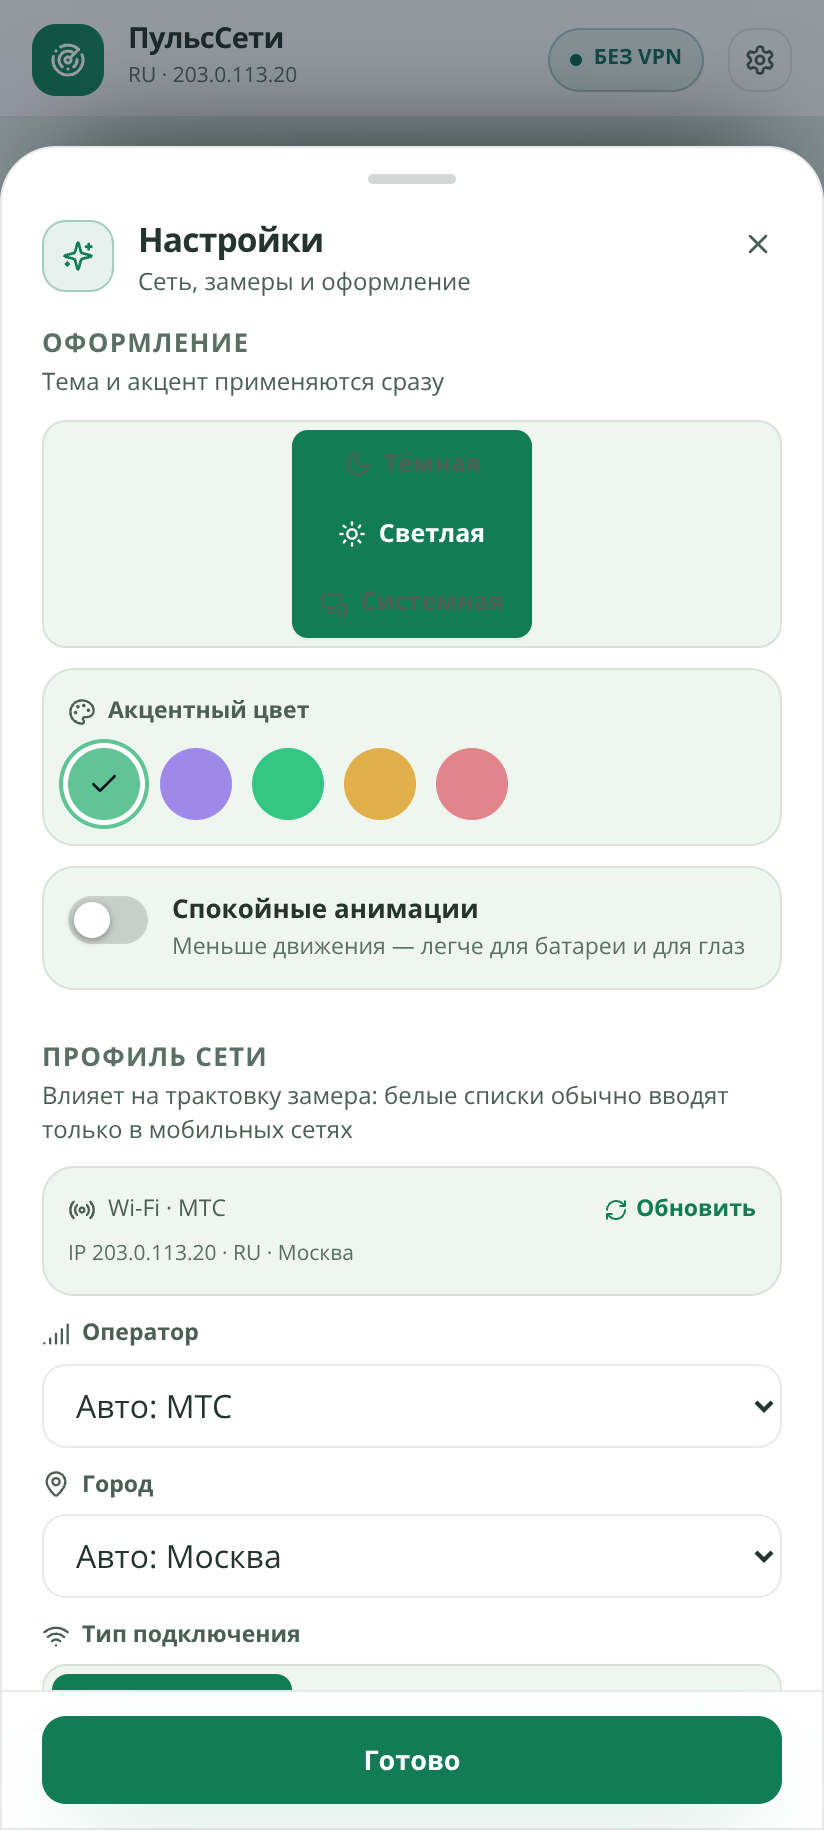 ПульсСети
RU · 203.0.113.20
БЕЗ VPN
Настройки
Сеть, замеры и оформление
ОФОРМЛЕНИЕ
Тема и акцент применяются сразу
Тёмная
Светлая
Системная
Акцентный цвет
Спокойные анимации
Меньше движения — легче для батареи и для глаз
ПРОФИЛЬ СЕТИ
Влияет на трактовку замера: белые списки обычно вводят
только в мобильных сетях
Wi-Fi · МТС
Обновить
IP 203.0.113.20 · RU · Москва
Оператор
Авто: МТС
Город
Авто: Москва
Тип подключения
Готово